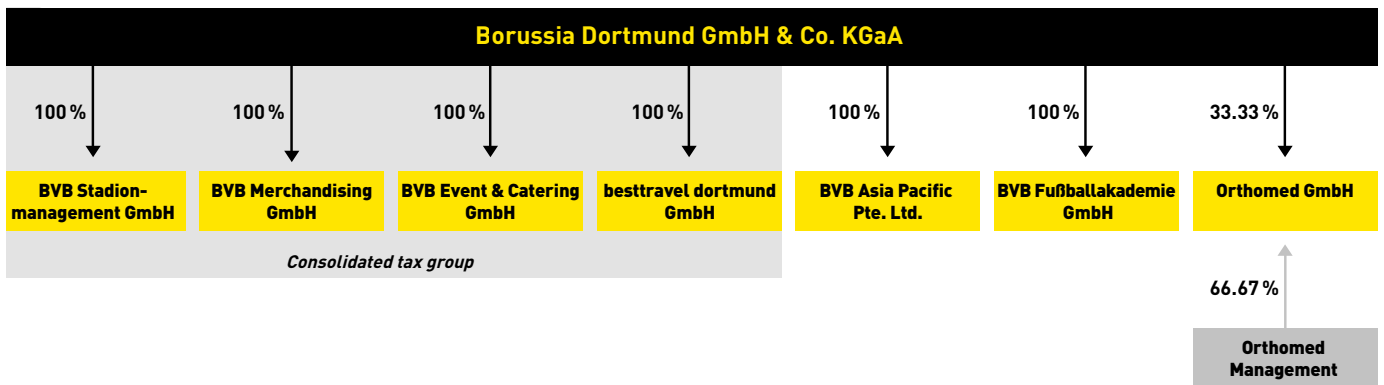 Borussia Dortmund GmbH & Co. KGaA
100 %
100 %
100 %
100 %
100 %
100 %
33.33 %
BVB Stadion-
management GmbH
BVB Merchandising
GmbH
BVB Event & Catering
GmbH
besttravel dortmund
GmbH
BVB Asia Pacific
Pte. Ltd.
BVB Fußballakademie
GmbH
Orthomed GmbH
Consolidated tax group
66.67 %
Orthomed
Management